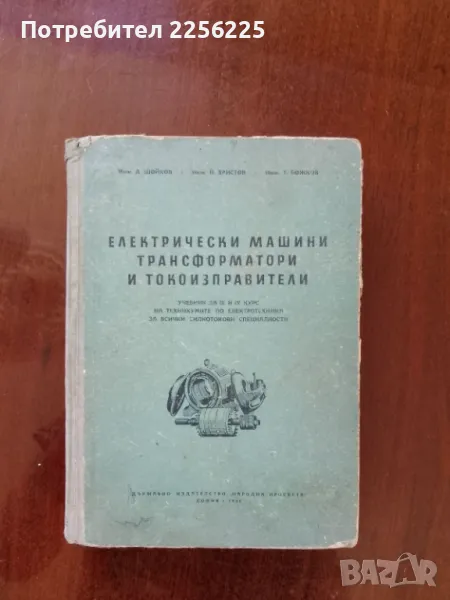 Потребител 2256225
ЕЛЕКТРИЧЕСКИ МАШИНИ
ТРАНСФОРМАТОРИ
И ТОКОИЗПРАВИТЕЛИ
УЧЕБНИК ЗА III И IV КУРС
НА ТЕХНИКУМИТЕ ПО ЕЛЕКТРОТЕХНИКА
ЗА ВСИЧКИ СИЛНОТОКОВИ СПЕЦИАЛНОСТИ
ДЪРЖАВНО ИЗДАТЕЛСТВО „НАРОДНА ПРОСВЕТА“
СОФИЯ
BAZAR